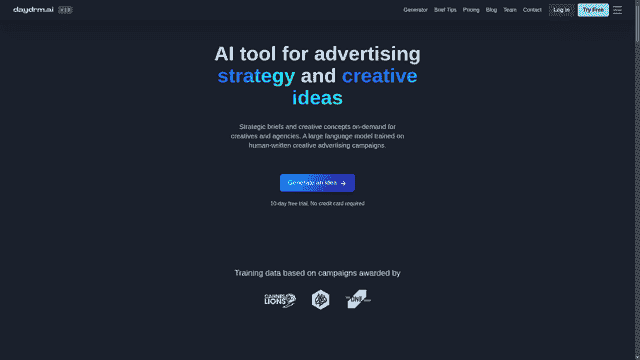 daydrm.ai
Generator Brief Tips Pricing Blog Team Contact Log in Try Free
AI tool for advertising
strategy and creative
ideas
Strategic briefs and creative concepts on-demand for
creatives and agencies. A large language model trained on
human-written creative advertising campaigns.
Generate an idea →
10-day free trial. No credit card required
Training data based on campaigns awarded by
CANNES
LIONS
THE ONE